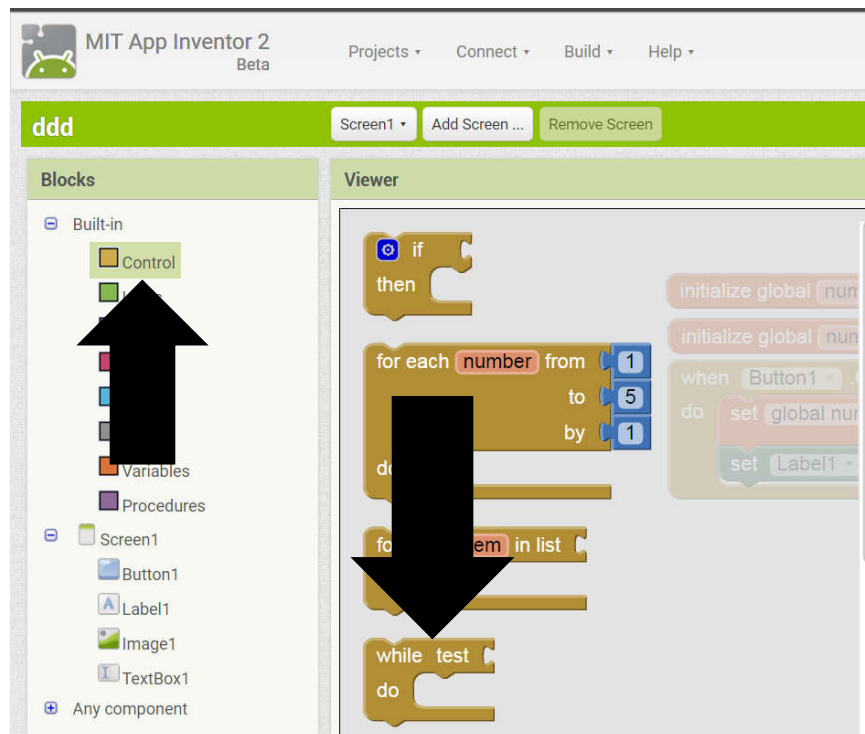 MIT App Inventor 2
Beta
Projects Connect Build Help
ddd
Screen1 Add Screen ... Remove Screen
Blocks
Viewer
Built-in
Control
Variables
Procedures
Screen1
Button1
Label1
Image1
TextBox1
Any component
if
then
for each number from 1
to 5
by 1
in list
while test
do
initialize global
initialize global
when Button1
do set global
set Label1